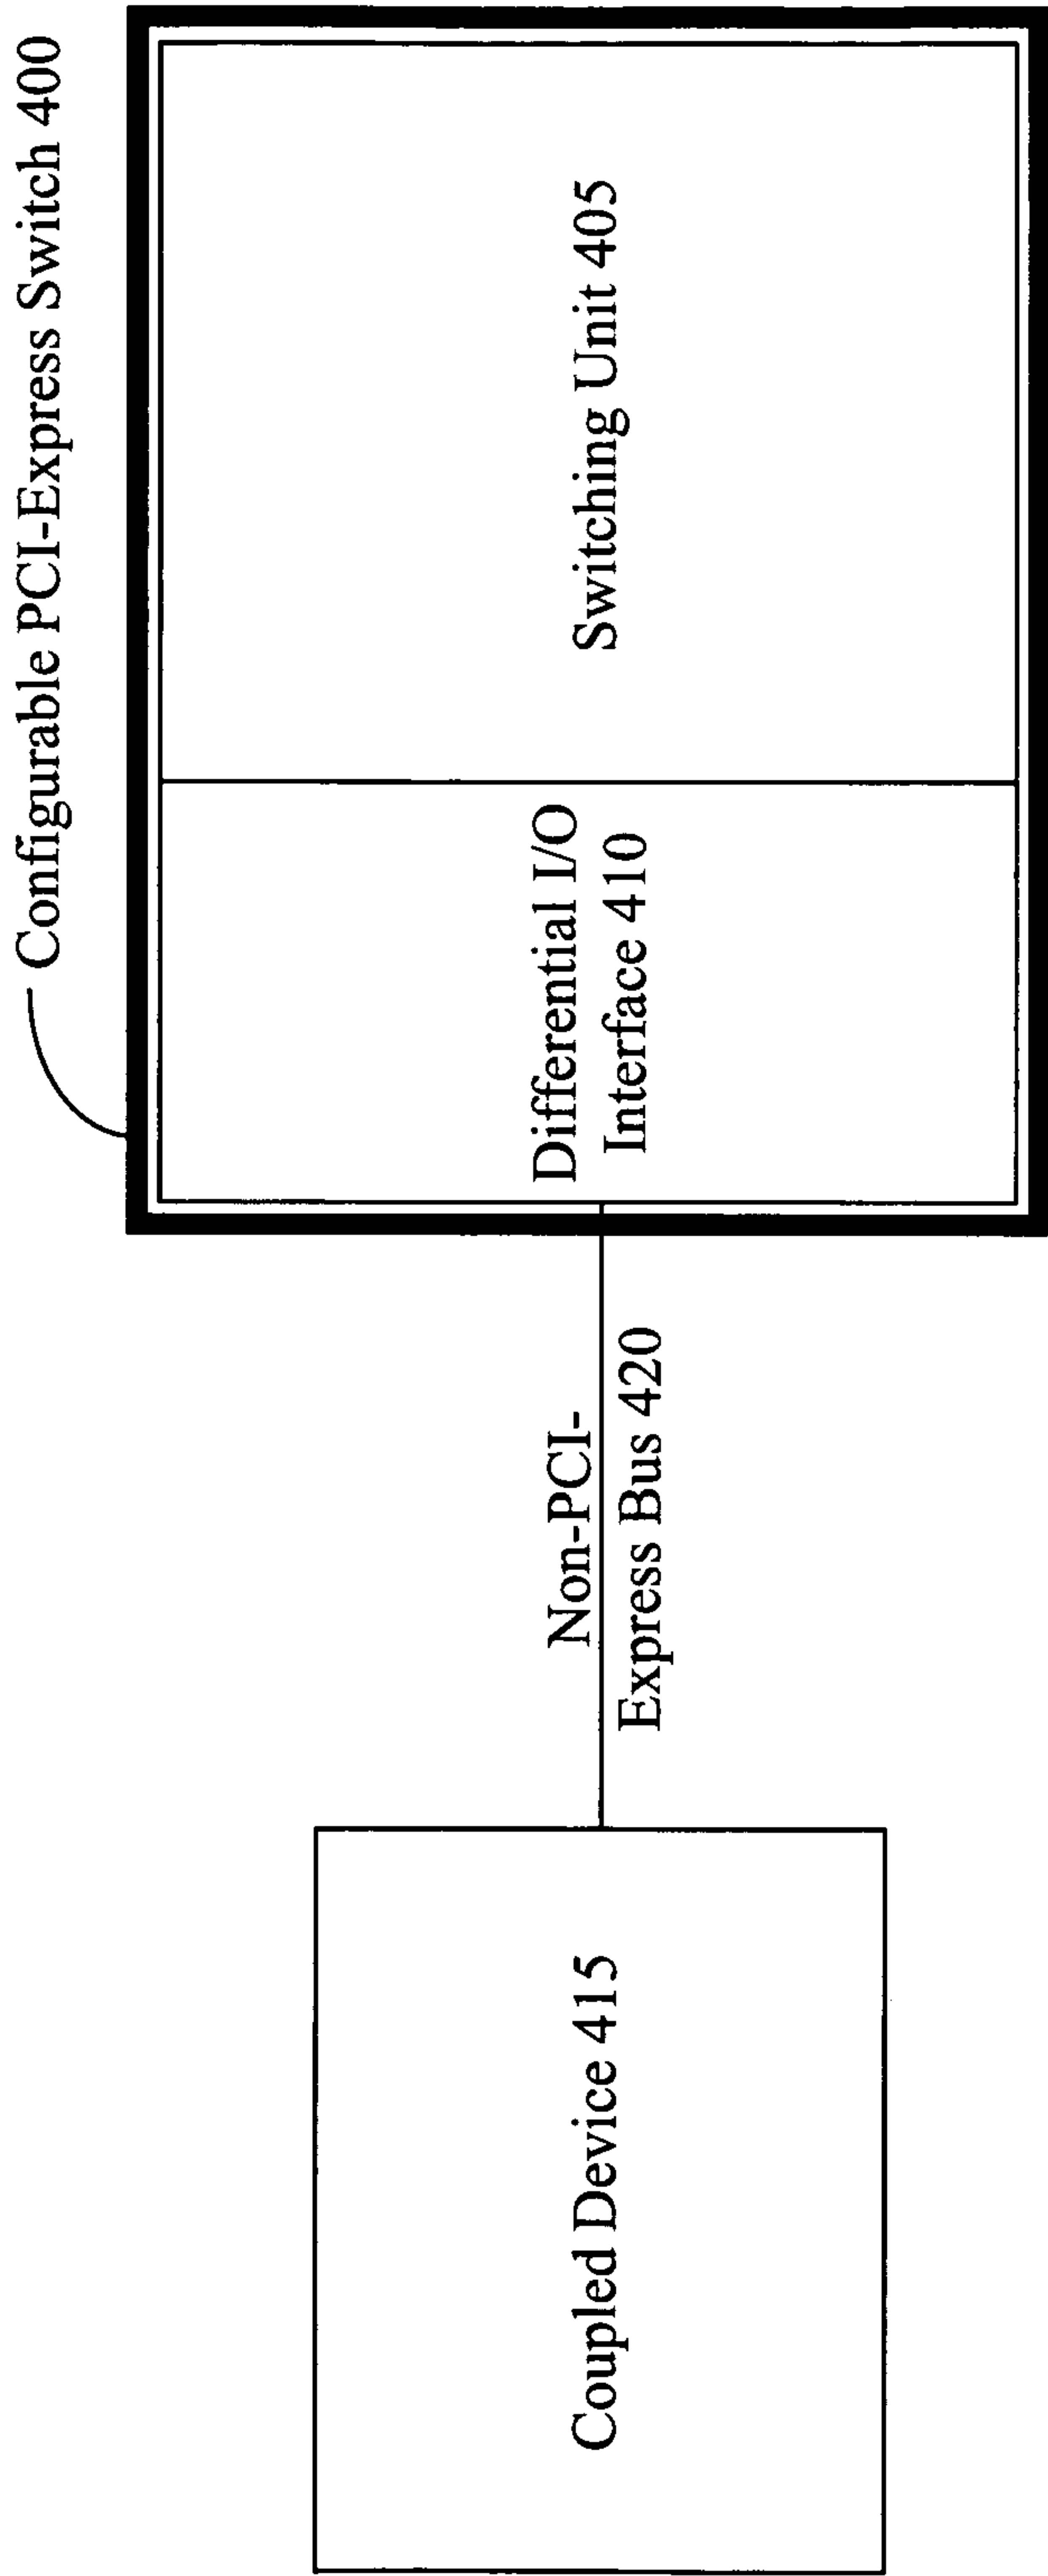 Configurable PCI-Express Switch 400
Coupled Device 415
Non-PCI-
Express Bus 420
Differential I/O
Interface 410
Switching Unit 405